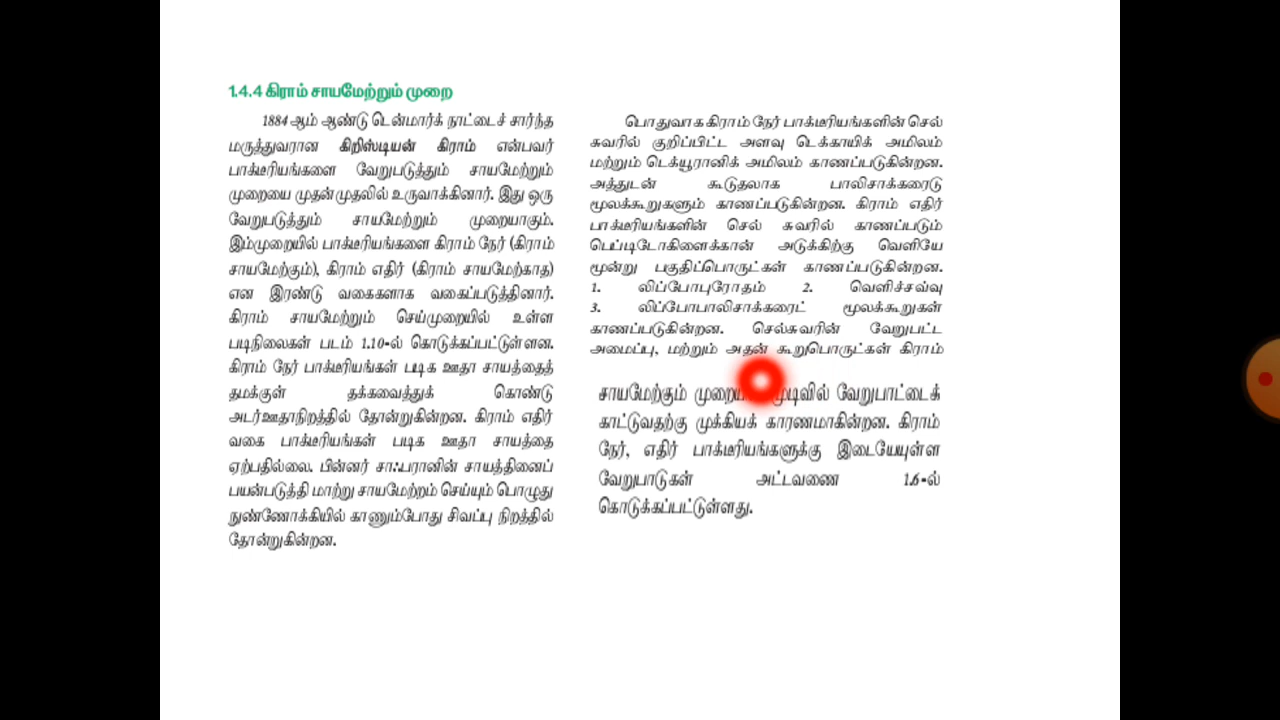 1.4.4 கிராம் சாயமேற்றும் முறை
1884 ஆம் ஆண்டு டென்மார்க் நாட்டைச் சார்ந்த
மருத்துவரான கிறிஸ்டியன் கிராம் என்பவர்
பாக்டீரியங்களை வேறுபடுத்தும் சாயமேற்றும்
முறையை முதன்முதலில் உருவாக்கினார். இது ஒரு
வேறுபடுத்தும் சாயமேற்றும் முறையாகும்.
இம்முறையில் பாக்டீரியங்களை கிராம் நேர் (கிராம்
சாயமேற்கும்), கிராம் எதிர் (கிராம் சாயமேற்காத)
என இரண்டு வகைகளாக வகைப்படுத்தினார்.
கிராம் சாயமேற்றும் செய்முறையில் உள்ள
படிநிலைகள் படம் 1.10-ல் கொடுக்கப்பட்டுள்ளன.
கிராம் நேர் பாக்டீரியங்கள் படிக ஊதா சாயத்தைத்
தமக்குள் தக்கவைத்துக் கொண்டு
அடர்ஊதாநிறத்தில் தோன்றுகின்றன. கிராம் எதிர்
வகை பாக்டீரியங்கள் படிக ஊதா சாயத்தை
ஏற்பதில்லை. பின்னர் சாஃப்ரானின் சாயத்தினைப்
பயன்படுத்தி மாற்று சாயமேற்றம் செய்யும் பொழுது
நுண்ணோக்கியில் காணும்போது சிவப்பு நிறத்தில்
தோன்றுகின்றன.
பொதுவாக கிராம் நேர் பாக்டீரியங்களின் செல்
சுவரில் குறிப்பிட்ட அளவு டெக்காயிக் அமிலம்
மற்றும் டெக்யூரானிக் அமிலம் காணப்படுகின்றன.
அத்துடன் கூடுதலாக பாலிசாக்கரைடு
மூலக்கூறுகளும் காணப்படுகின்றன. கிராம் எதிர்
பாக்டீரியங்களின் செல் சுவரில் காணப்படும்
பெப்டிடோகிளைக்கான் அடுக்கிற்கு வெளியே
மூன்று பகுதிப்பொருட்கள் காணப்படுகின்றன.
1. லிப்போபுரோதம் 2. வெளிச்சவ்வு
3. லிப்போபாலிசாக்கரைட் மூலக்கூறுகள்
காணப்படுகின்றன. செல்சுவரின் வேறுபட்ட
அமைப்பு, மற்றும் அதன் கூறுபொருட்கள் கிராம்
சாயமேற்கும் முடிவில் வேறுபாட்டைக்
காட்டுவதற்கு முக்கியக் காரணமாகின்றன. கிராம்
நேர், எதிர் பாக்டீரியங்களுக்கு இடையேயுள்ள
வேறுபாடுகள் அட்டவணை 1.6-ல்
கொடுக்கப்பட்டுள்ளது.